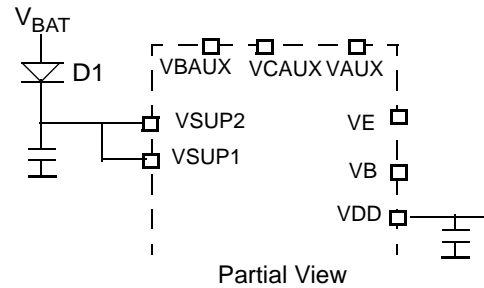 VBAT
D1
VBAUX VCAUX VAUX
VSUP2
VE
VSUP1
VB
VDD
Partial View